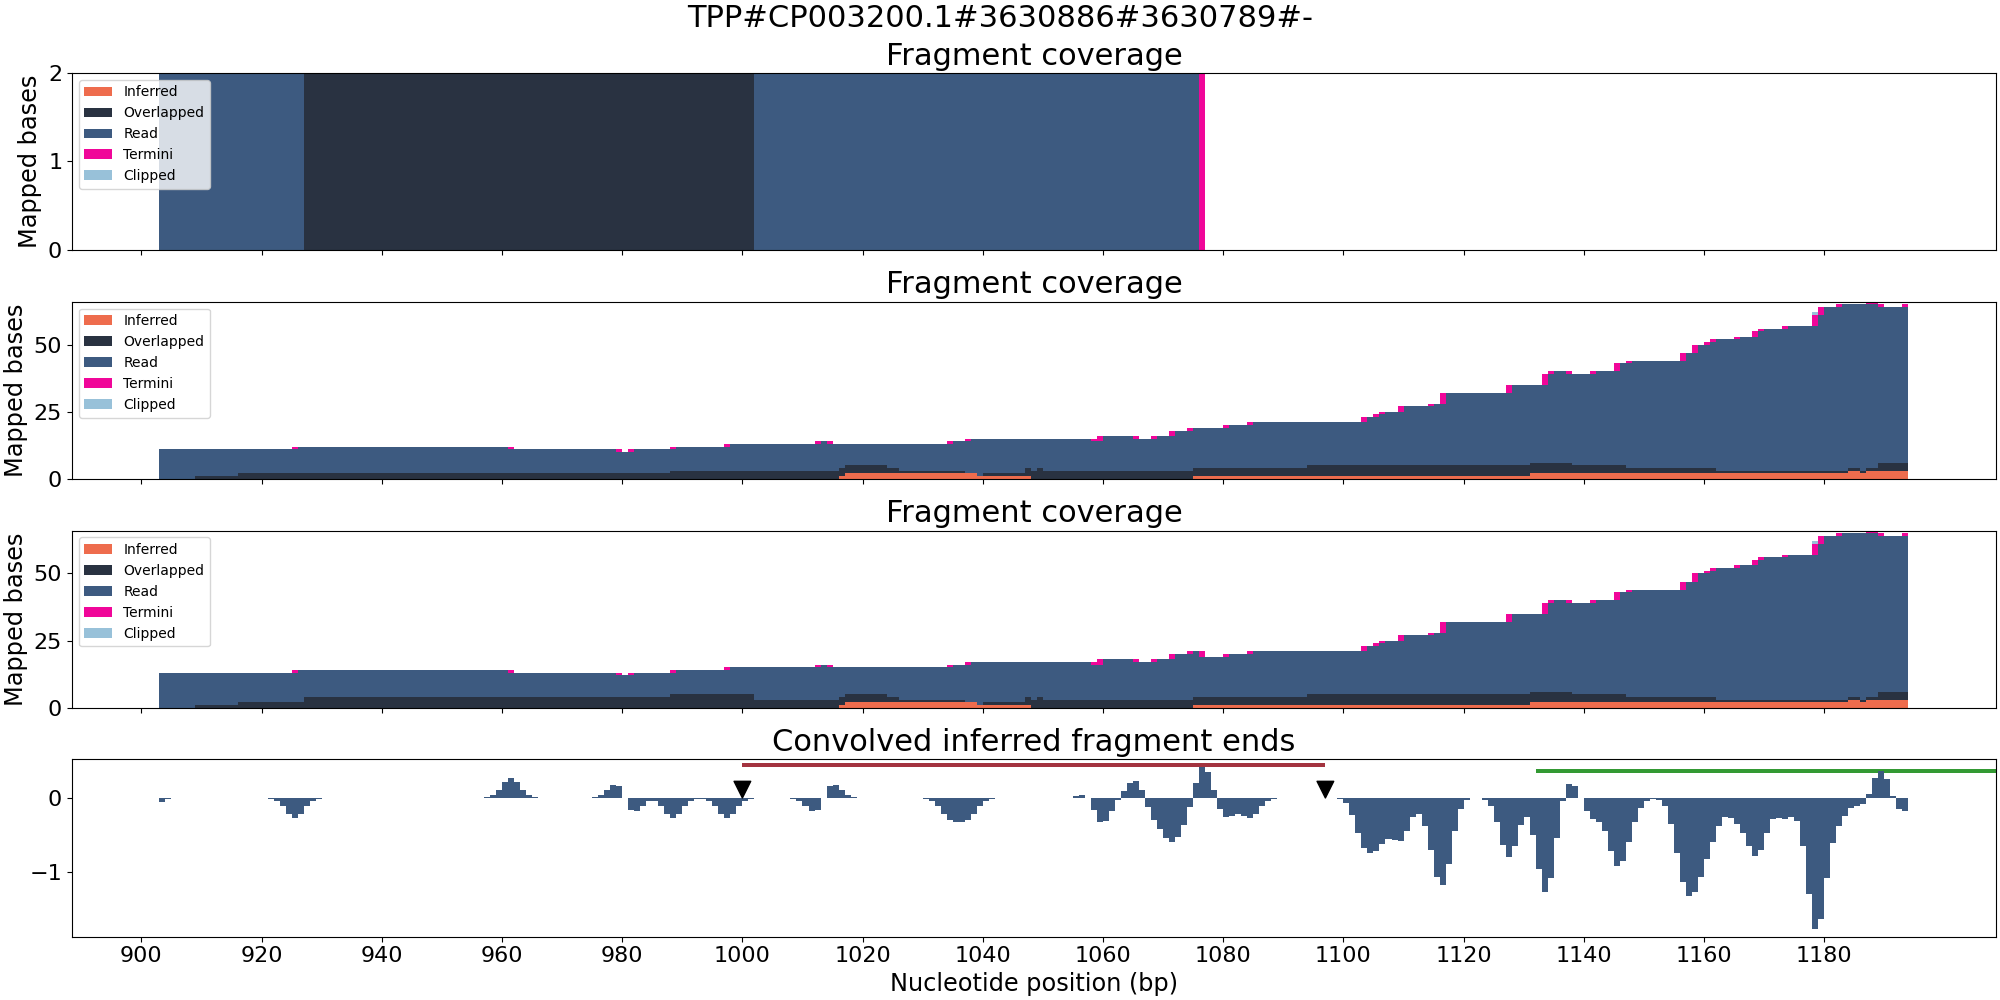 TPP#CP003200.1#3630886#3630789#-
Fragment coverage
Mapped bases
2
1
0
Inferred
Overlapped
Read
Termini
Clipped
Fragment coverage
Mapped bases
50
25
0
Inferred
Overlapped
Read
Termini
Clipped
Fragment coverage
Mapped bases
50
25
0
Inferred
Overlapped
Read
Termini
Clipped
Convolved inferred fragment ends
0
−1
900 920 940 960 980 1000 1020 1040 1060 1080 1100 1120 1140 1160 1180
Nucleotide position (bp)